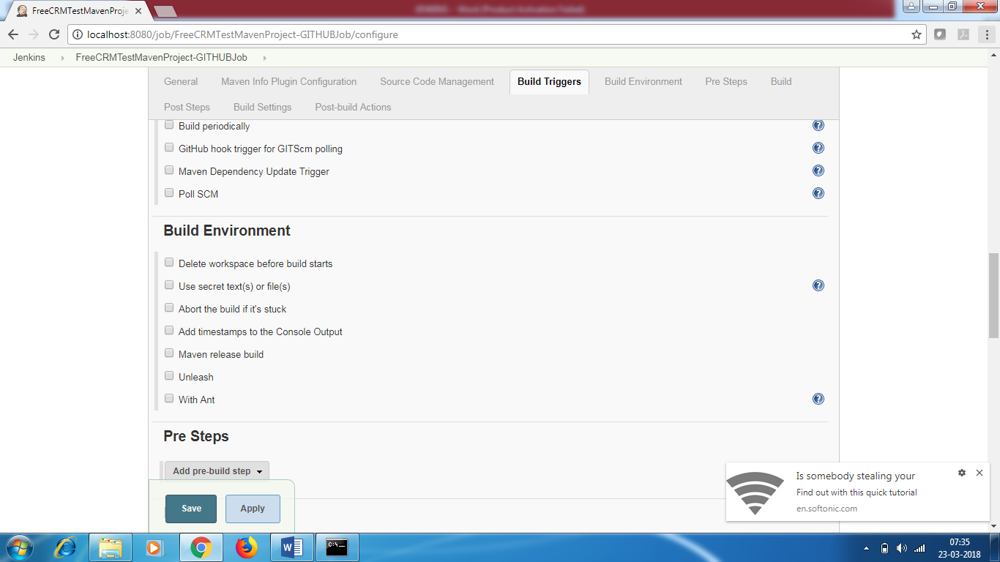 FreeCRMTestMavenProje
localhost:8080/job/FreeCRMTestMavenProject-GITHUBJob/configure
Jenkins FreeCRMTestMavenProject-GITHUBJob
General Maven Info Plugin Configuration Source Code Management Build Triggers Build Environment Pre Steps Build
Post Steps Build Settings Post-build Actions
Build periodically
GitHub hook trigger for GITScm polling
Maven Dependency Update Trigger
Poll SCM
Build Environment
Delete workspace before build starts
Use secret text(s) or file(s)
Abort the build if it's stuck
Add timestamps to the Console Output
Maven release build
Unleash
With Ant
Pre Steps
Add pre-build step
Save Apply
Is somebody stealing your
Find out with this quick tutorial
en.softonic.com
07:35
23-03-2018